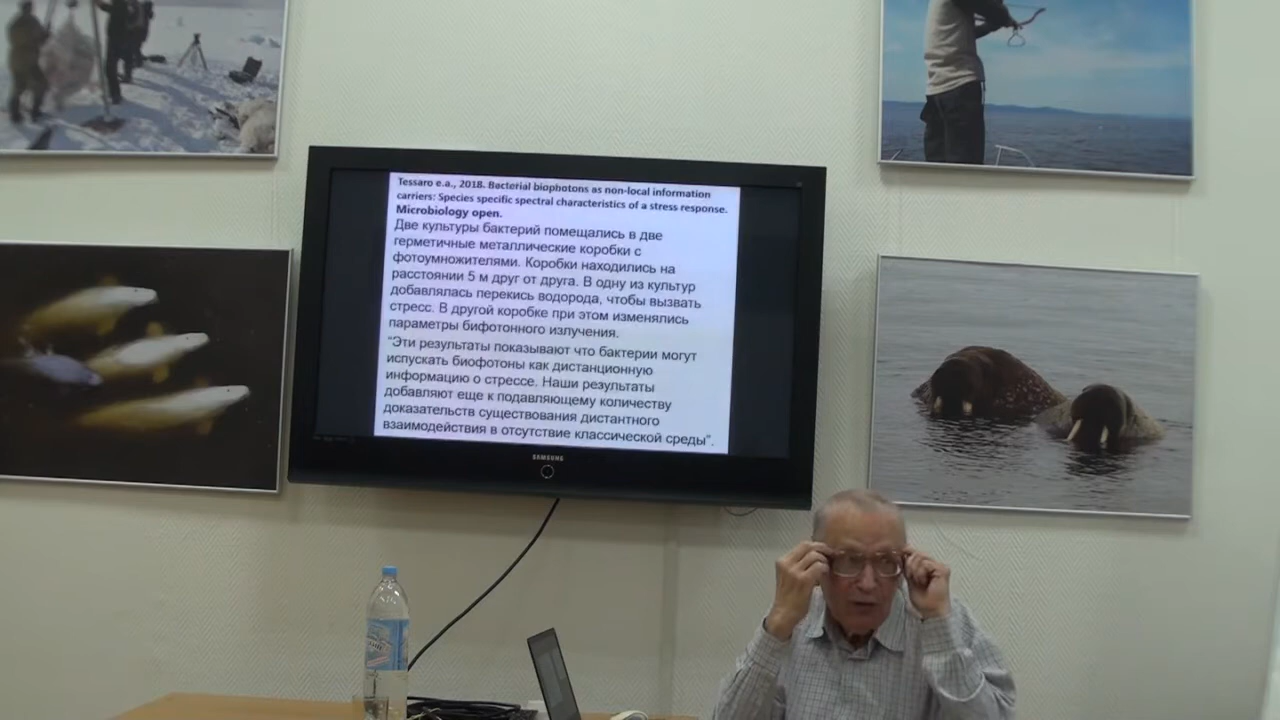 Tessaro e.a., 2018. Bacterial biophotons as non-local information
carriers: Species specific spectral characteristics of a stress response.
Microbiology open.
Две культуры бактерий помещались в две
герметичные металлические коробки с
фотоумножителями. Коробки находились на
расстоянии 5 м друг от друга. В одну из культур
добавлялась перекись водорода, чтобы вызвать
стресс. В другой коробке при этом изменялись
параметры бифотонного излучения.
"Эти результаты показывают что бактерии могут
испускать биофотоны как дистанционную
информацию о стрессе. Наши результаты
добавляют еще к подавляющему количеству
доказательств существования дистантного
взаимодействия в отсутствие классической среды".
SAMSUNG